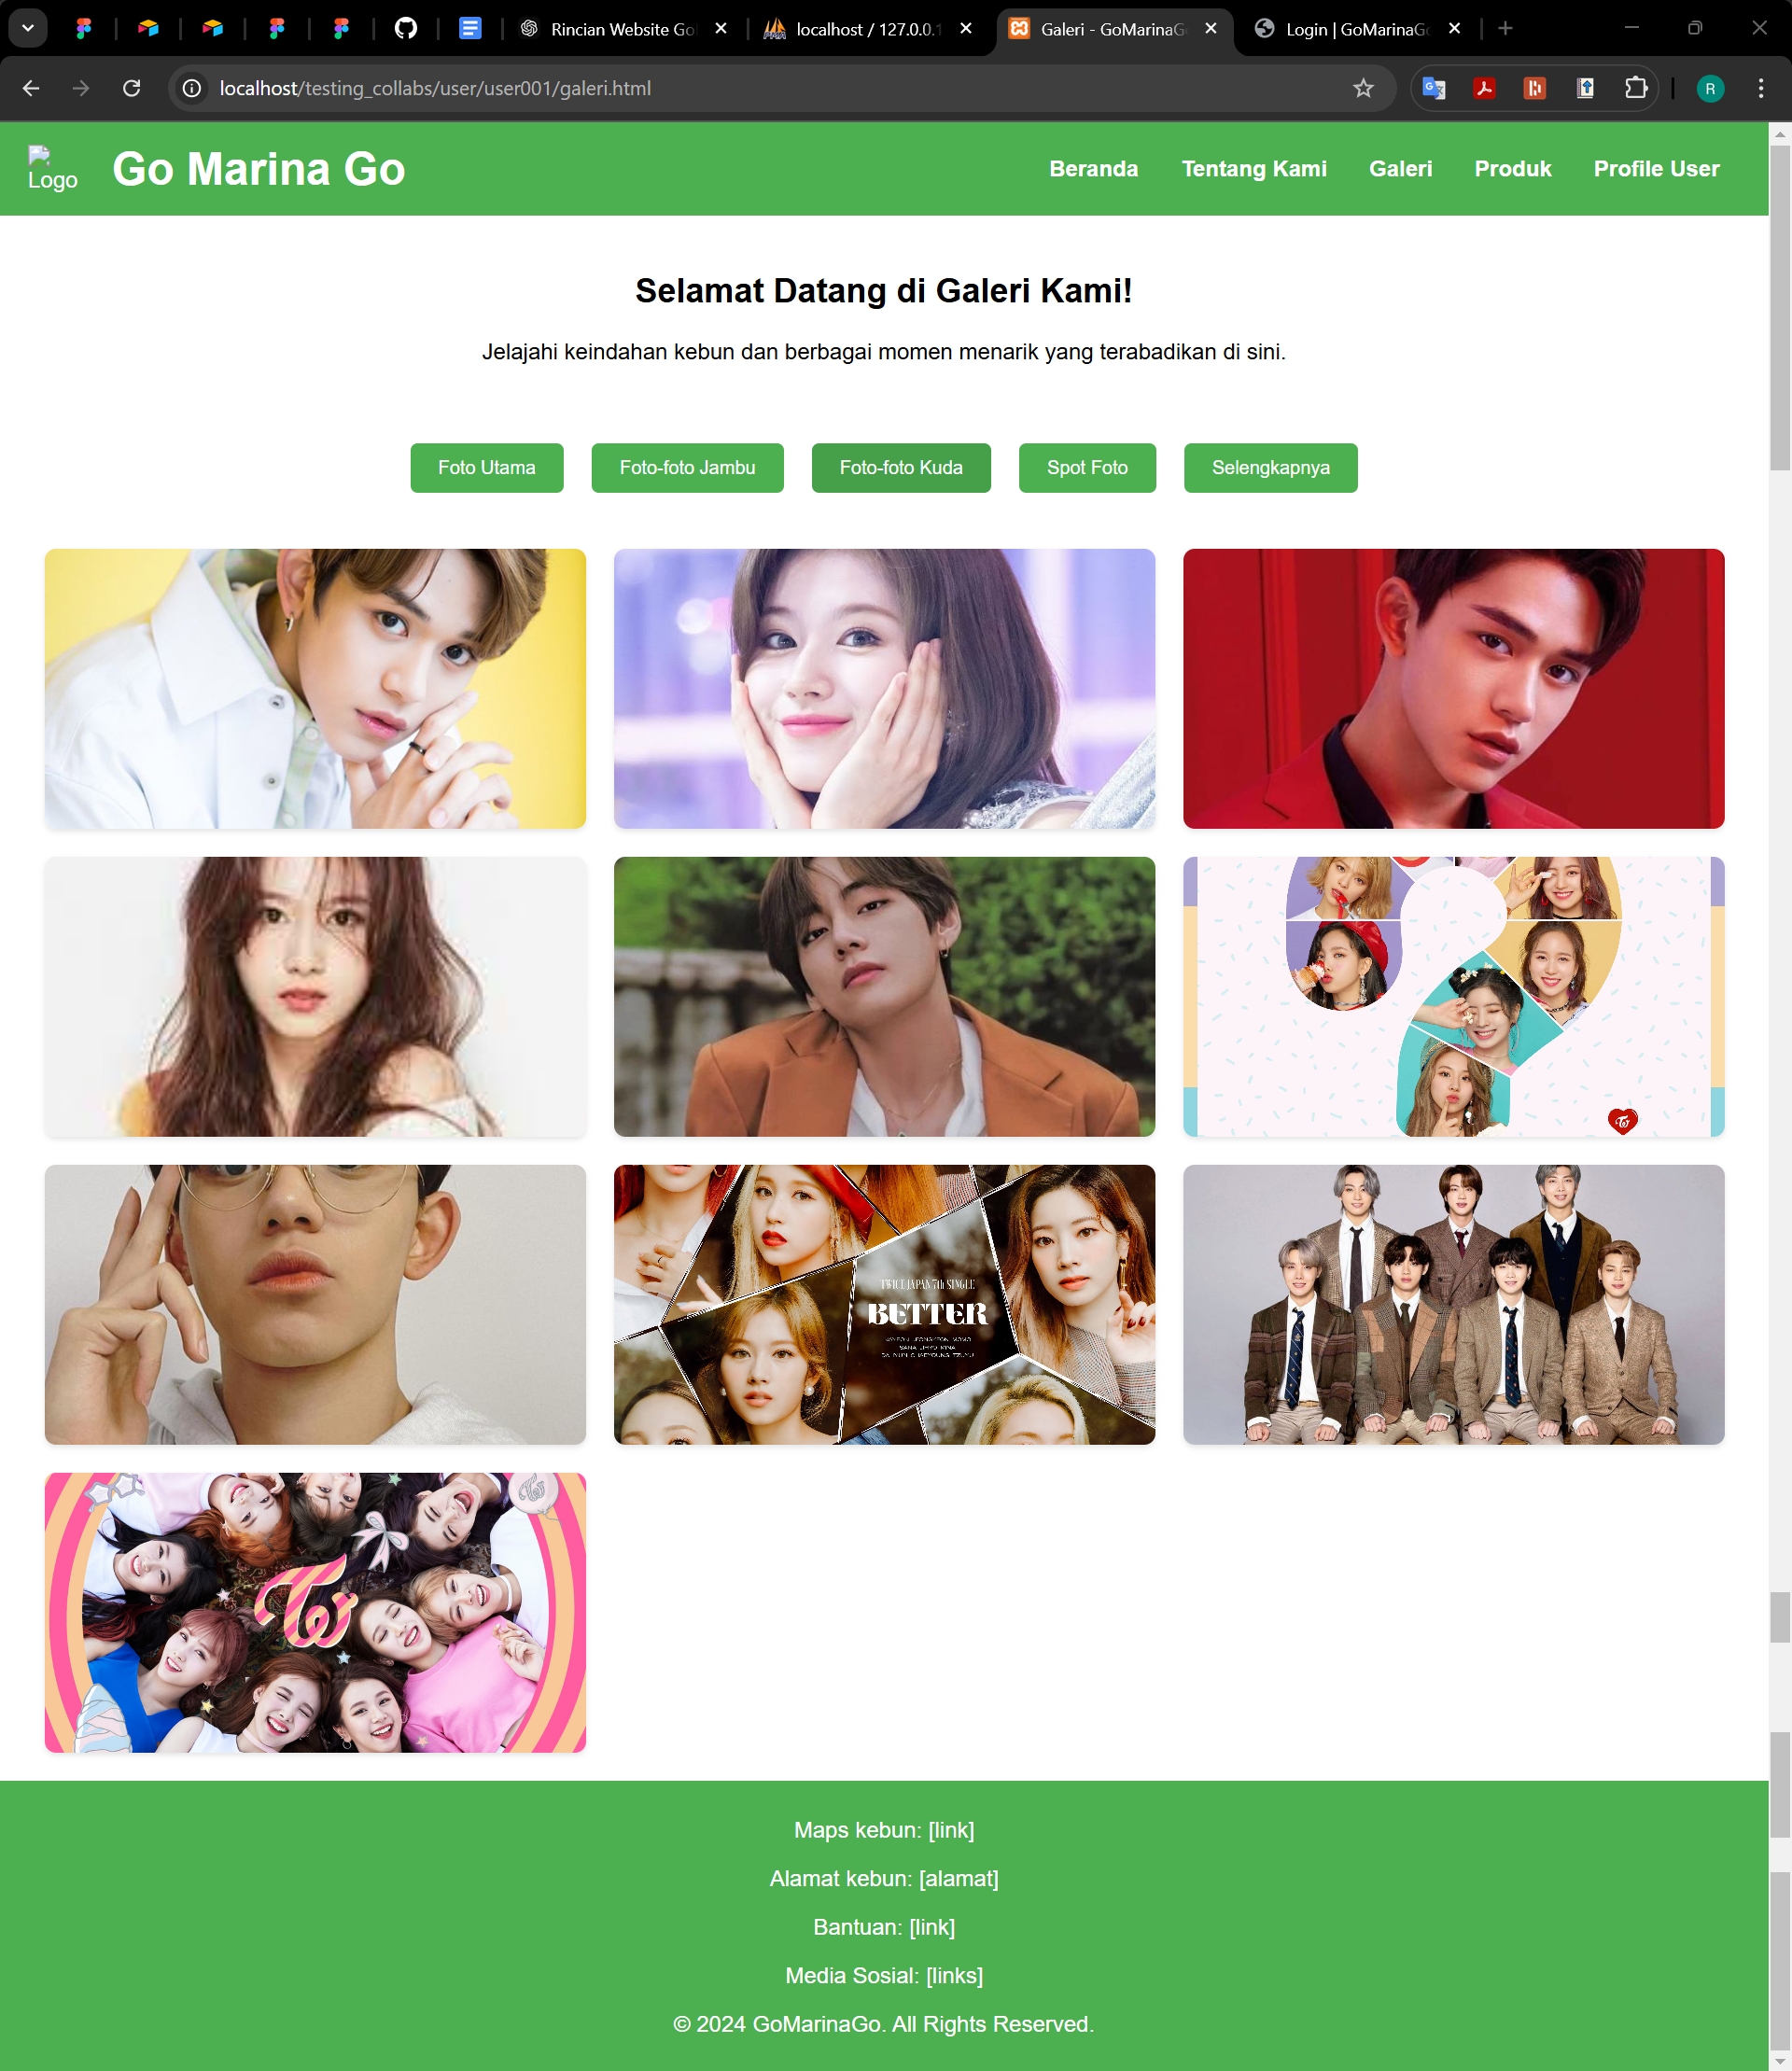 Rincian Website Go
localhost / 127.0.0.1
Galeri - GoMarinaG
Login | GoMarinaG
localhost/testing_collabs/user/user001/galeri.html
R
Logo
Go Marina Go
Beranda
Tentang Kami
Galeri
Produk
Profile User
Selamat Datang di Galeri Kami!
Jelajahi keindahan kebun dan berbagai momen menarik yang terabadikan di sini.
Foto Utama
Foto-foto Jambu
Foto-foto Kuda
Spot Foto
Selengkapnya
TWICE JAPAN 7th SINGLE
BETTER
Maps kebun: [link]
Alamat kebun: [alamat]
Bantuan: [link]
Media Sosial: [links]
© 2024 GoMarinaGo. All Rights Reserved.